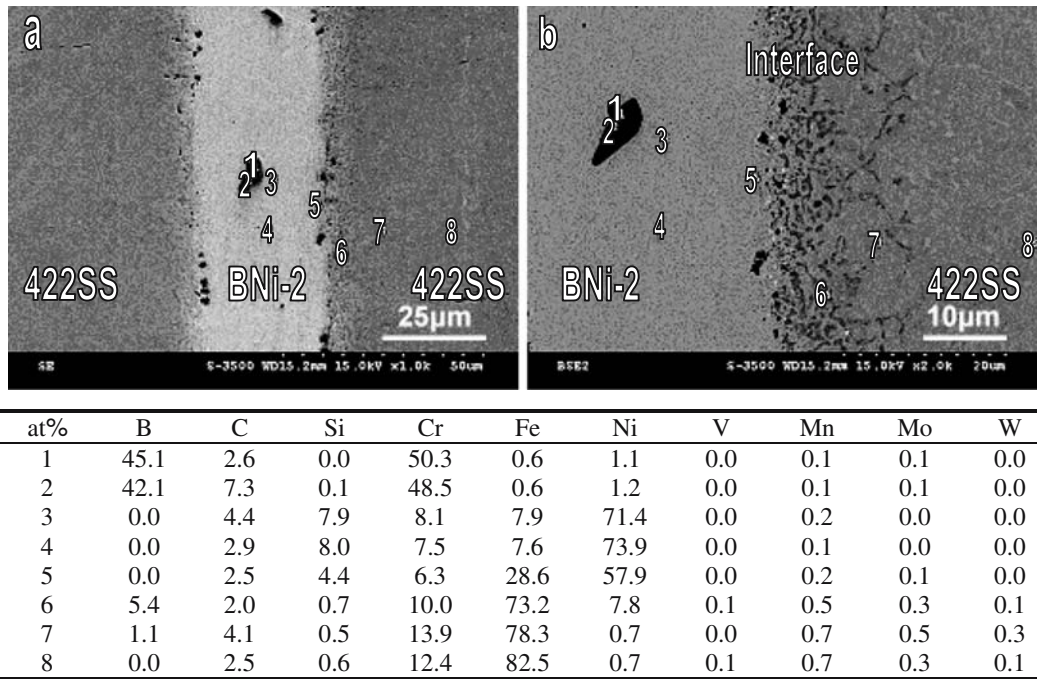 a
1
2 3
4
5
6
7
8
422SS BNi-2 422SS
25μm
SE S-3500 WD15.2mm 15.0kV x1.0k 50um
b
Interface
1
2
3
4
5
6
7
8
BNi-2 422SS
10μm
BSE2 S-3500 WD15.2mm 15.0kV x2.0k 20um
at% B C Si Cr Fe Ni V Mn Mo W
1 45.1 2.6 0.0 50.3 0.6 1.1 0.0 0.1 0.1 0.0
2 42.1 7.3 0.1 48.5 0.6 1.2 0.0 0.1 0.1 0.0
3 0.0 4.4 7.9 8.1 7.9 71.4 0.0 0.2 0.0 0.0
4 0.0 2.9 8.0 7.5 7.6 73.9 0.0 0.1 0.0 0.0
5 0.0 2.5 4.4 6.3 28.6 57.9 0.0 0.2 0.1 0.0
6 5.4 2.0 0.7 10.0 73.2 7.8 0.1 0.5 0.3 0.1
7 1.1 4.1 0.5 13.9 78.3 0.7 0.0 0.7 0.5 0.3
8 0.0 2.5 0.6 12.4 82.5 0.7 0.1 0.7 0.3 0.1